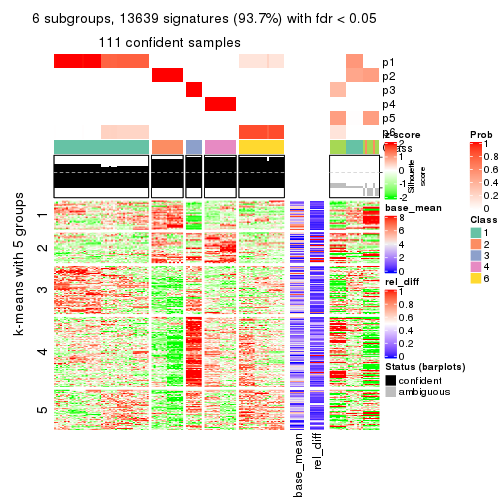 6 subgroups, 13639 signatures (93.7%) with fdr < 0.05
111 confident samples
p1
p2
p3
p4
p5
p6
Class
Silhouette
score
k-means with 5 groups
1
2
3
4
5
base_mean
rel_diff
z-score
2
1
0
-1
-2
base_mean
8
6
4
2
0
rel_diff
1
0.8
0.6
0.4
0.2
0
Status (barplots)
confident
ambiguous
Prob
1
0.8
0.6
0.4
0.2
0
Class
1
2
3
4
6